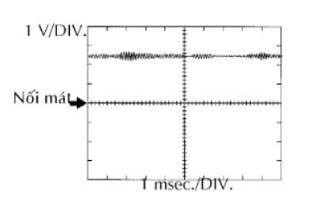 1 V/DIV.
Nối mát
1 msec./DIV.